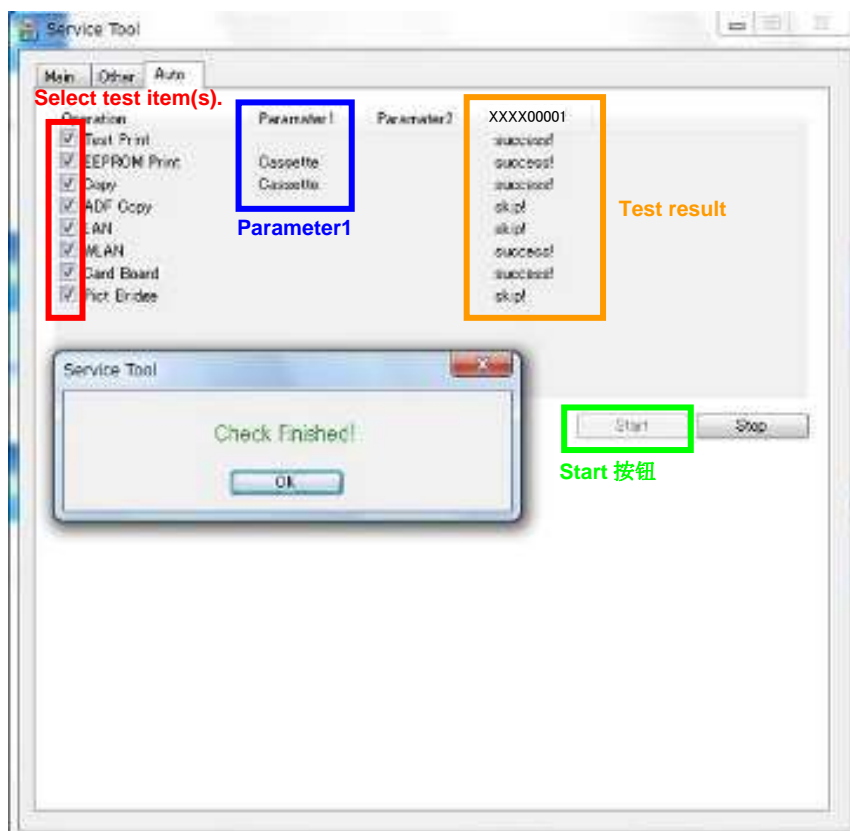 Service Tool
Main Other Auto
Select test item(s).
Operation Parameter1 Parameter2 XXXX00001
Test Print success!
EEPROM Print Cassette success!
Copy Cassette success!
ADF Copy skip!
LAN skip!
WLAN success!
Card Board success!
Pict Bridge skip!
Parameter1
Test result
Service Tool
Check Finished!
OK
Start Stop
Start 按钮